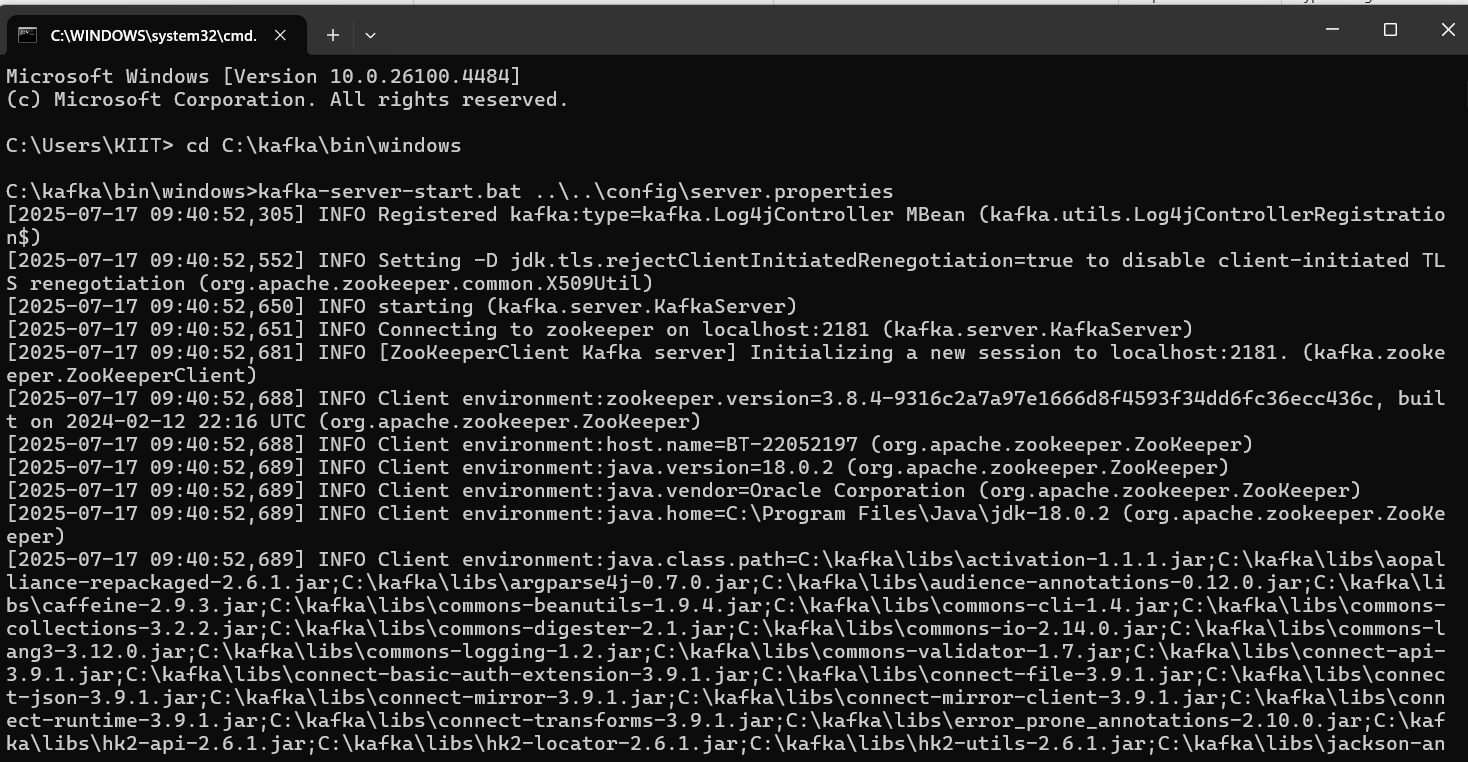 C:\WINDOWS\system32\cmd.
Microsoft Windows [Version 10.0.26100.4484]
(c) Microsoft Corporation. All rights reserved.
C:\Users\KIIT> cd C:\kafka\bin\windows
C:\kafka\bin\windows>kafka-server-start.bat ..\..\config\server.properties
[2025-07-17 09:40:52,305] INFO Registered kafka:type=kafka.Log4jController MBean (kafka.utils.Log4jControllerRegistratio
n$)
[2025-07-17 09:40:52,552] INFO Setting -D jdk.tls.rejectClientInitiatedRenegotiation=true to disable client-initiated TL
S renegotiation (org.apache.zookeeper.common.X509Util)
[2025-07-17 09:40:52,650] INFO starting (kafka.server.KafkaServer)
[2025-07-17 09:40:52,651] INFO Connecting to zookeeper on localhost:2181 (kafka.server.KafkaServer)
[2025-07-17 09:40:52,681] INFO [ZooKeeperClient Kafka server] Initializing a new session to localhost:2181. (kafka.zooke
eper.ZooKeeperClient)
[2025-07-17 09:40:52,688] INFO Client environment:zookeeper.version=3.8.4-9316c2a7a97e1666d8f4593f34dd6fc36ecc436c, buil
t on 2024-02-12 22:16 UTC (org.apache.zookeeper.ZooKeeper)
[2025-07-17 09:40:52,688] INFO Client environment:host.name=BT-22052197 (org.apache.zookeeper.ZooKeeper)
[2025-07-17 09:40:52,689] INFO Client environment:java.version=18.0.2 (org.apache.zookeeper.ZooKeeper)
[2025-07-17 09:40:52,689] INFO Client environment:java.vendor=Oracle Corporation (org.apache.zookeeper.ZooKeeper)
[2025-07-17 09:40:52,689] INFO Client environment:java.home=C:\Program Files\Java\jdk-18.0.2 (org.apache.zookeeper.ZooKe
eper)
[2025-07-17 09:40:52,689] INFO Client environment:java.class.path=C:\kafka\libs\activation-1.1.1.jar;C:\kafka\libs\aopal
liance-repackaged-2.6.1.jar;C:\kafka\libs\argparse4j-0.7.0.jar;C:\kafka\libs\audience-annotations-0.12.0.jar;C:\kafka\li
bs\caffeine-2.9.3.jar;C:\kafka\libs\commons-beanutils-1.9.4.jar;C:\kafka\libs\commons-cli-1.4.jar;C:\kafka\libs\commons-
collections-3.2.2.jar;C:\kafka\libs\commons-digester-2.1.jar;C:\kafka\libs\commons-io-2.14.0.jar;C:\kafka\libs\commons-l
ang3-3.12.0.jar;C:\kafka\libs\commons-logging-1.2.jar;C:\kafka\libs\commons-validator-1.7.jar;C:\kafka\libs\connect-api-
3.9.1.jar;C:\kafka\libs\connect-basic-auth-extension-3.9.1.jar;C:\kafka\libs\connect-file-3.9.1.jar;C:\kafka\libs\connec
t-json-3.9.1.jar;C:\kafka\libs\connect-mirror-3.9.1.jar;C:\kafka\libs\connect-mirror-client-3.9.1.jar;C:\kafka\libs\conn
ect-runtime-3.9.1.jar;C:\kafka\libs\connect-transforms-3.9.1.jar;C:\kafka\libs\error_prone_annotations-2.10.0.jar;C:\kaf
ka\libs\hk2-api-2.6.1.jar;C:\kafka\libs\hk2-locator-2.6.1.jar;C:\kafka\libs\hk2-utils-2.6.1.jar;C:\kafka\libs\jackson-an